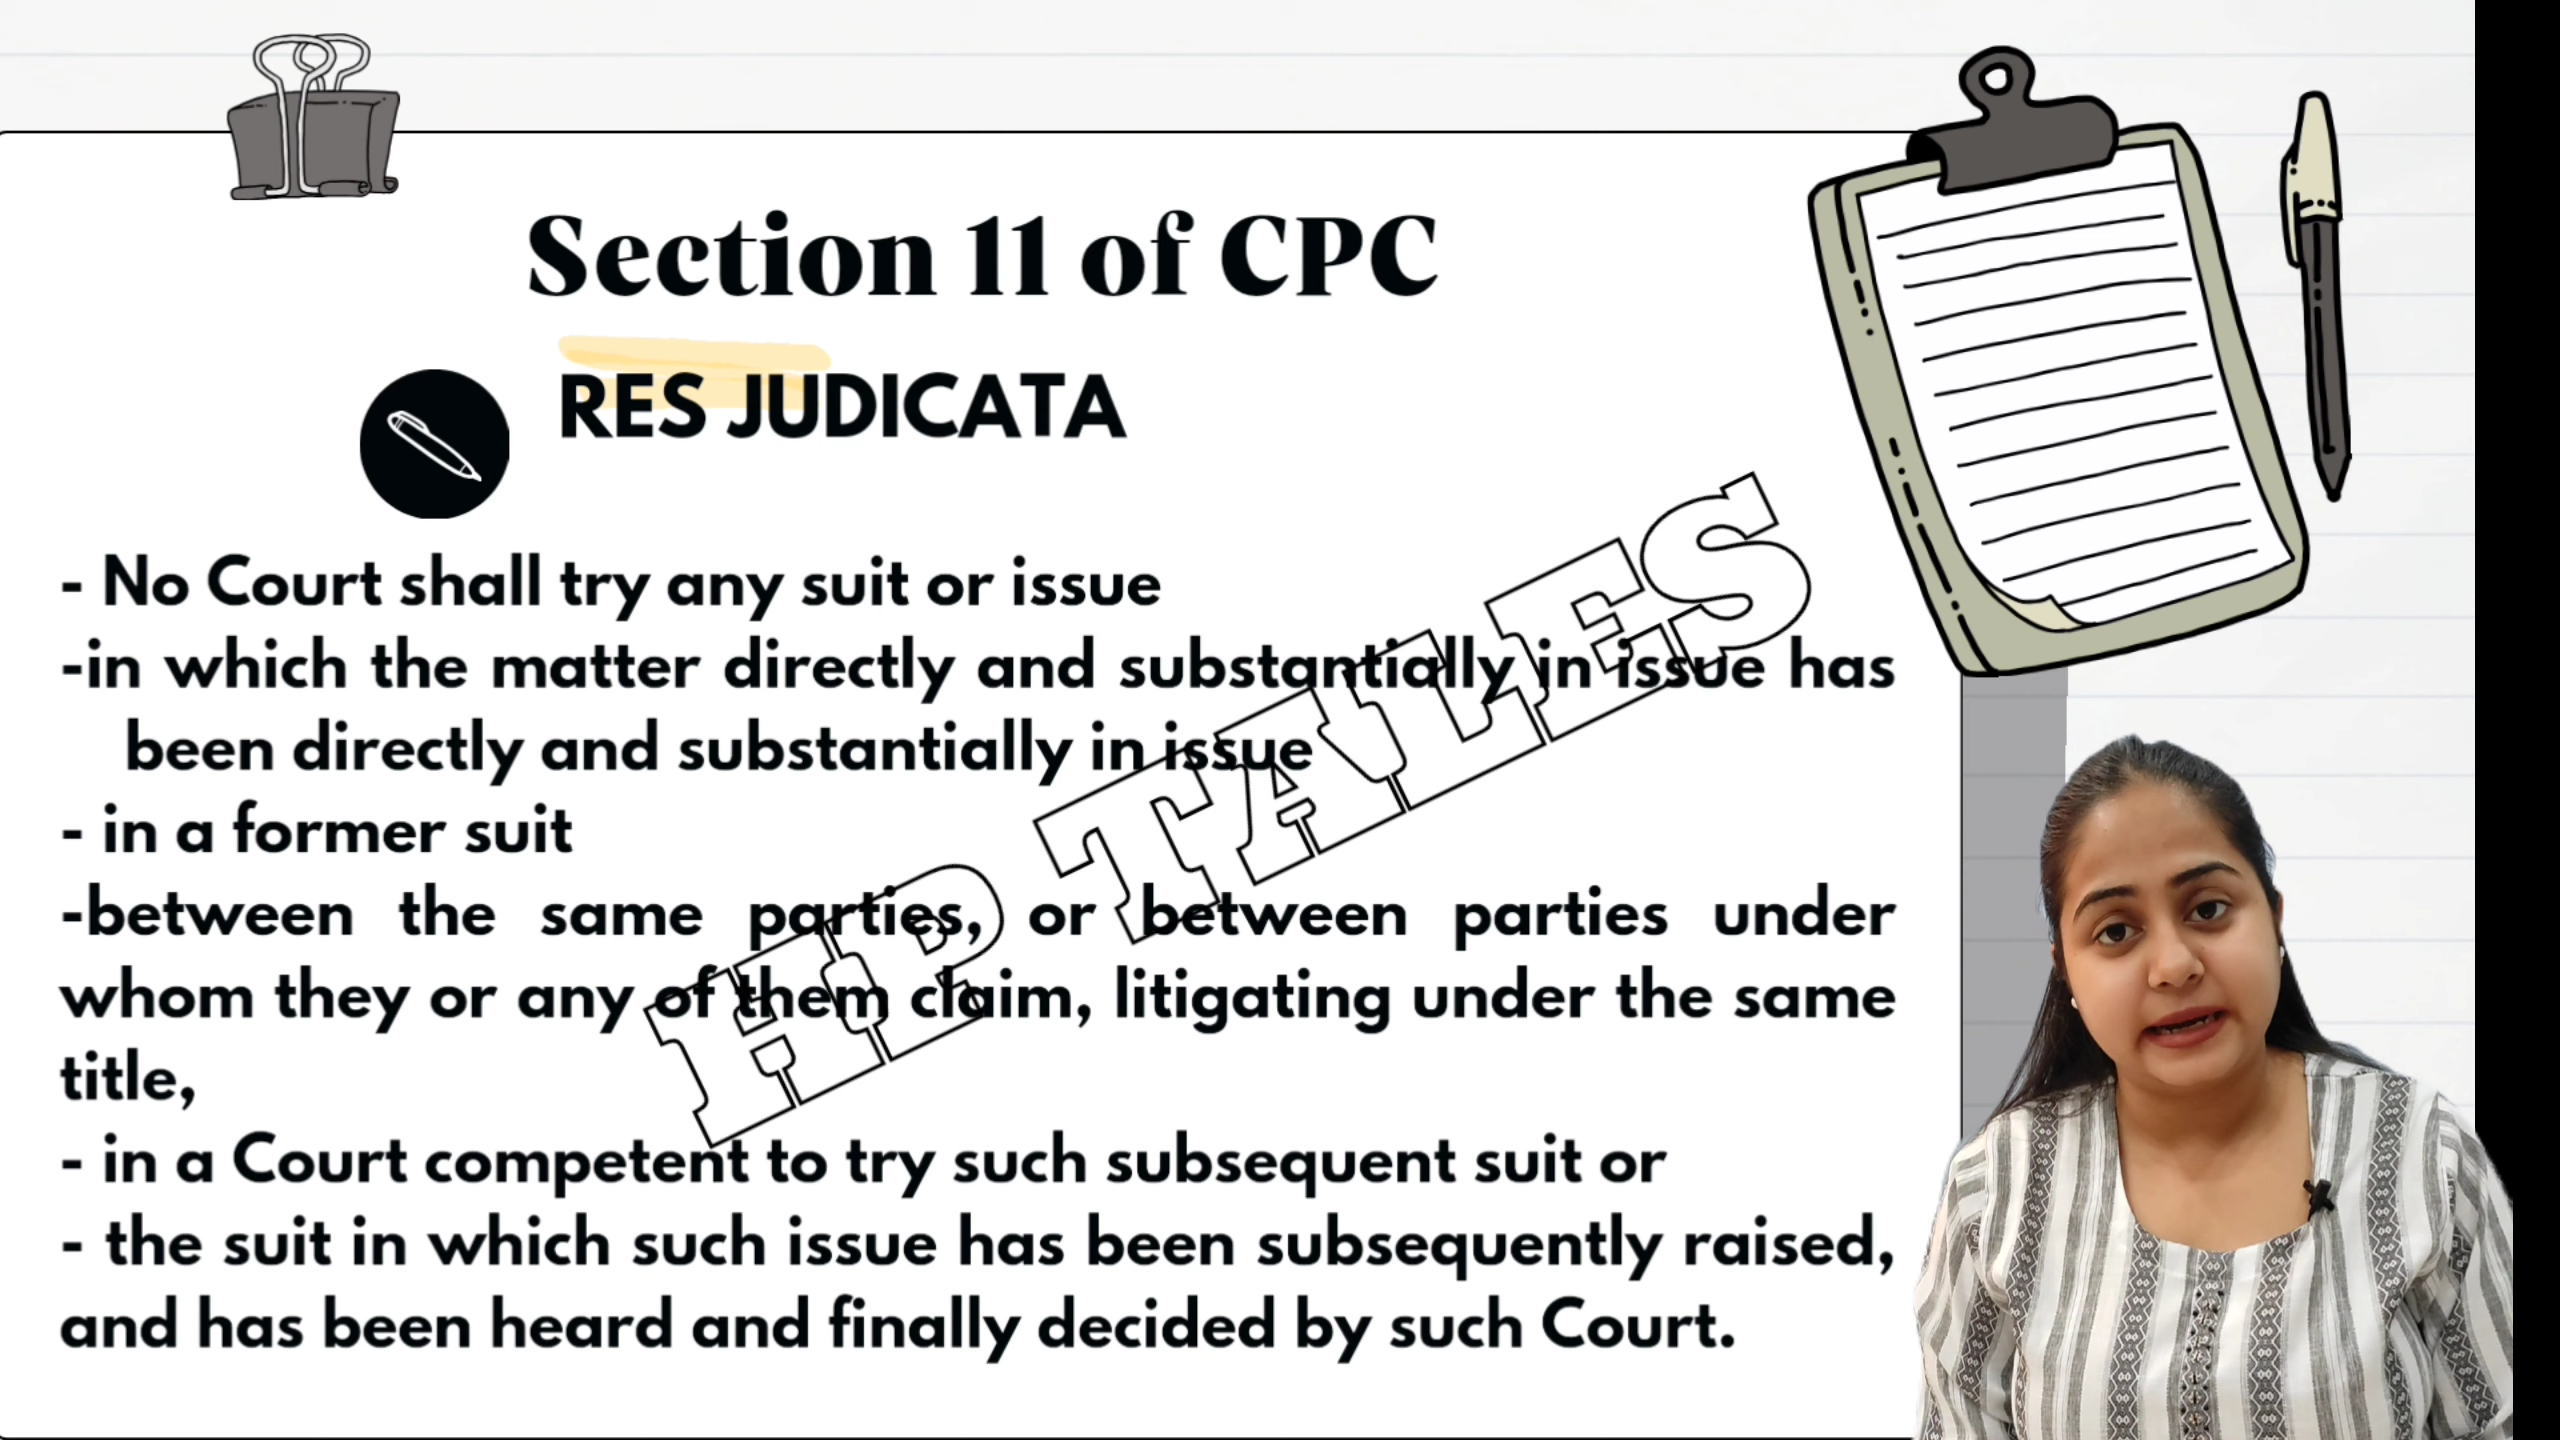 Section 11 of CPC
RES JUDICATA
- No Court shall try any suit or issue
-in which the matter directly and substantially in issue has
been directly and substantially in issue
- in a former suit
-between the same parties, or between parties under
whom they or any of them claim, litigating under the same
title,
- in a Court competent to try such subsequent suit or
- the suit in which such issue has been subsequently raised,
and has been heard and finally decided by such Court.
HP TALES